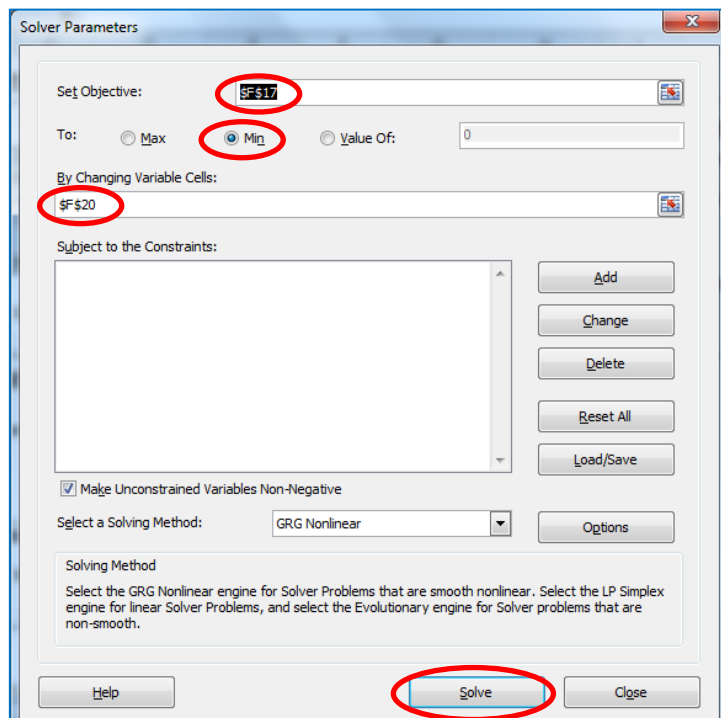 Solver Parameters
Set Objective: $F$17
To: Max Min Value Of: 0
By Changing Variable Cells:
$F$20
Subject to the Constraints:
Add
Change
Delete
Reset All
Load/Save
Make Unconstrained Variables Non-Negative
Select a Solving Method: GRG Nonlinear Options
Solving Method
Select the GRG Nonlinear engine for Solver Problems that are smooth nonlinear. Select the LP Simplex
engine for linear Solver Problems, and select the Evolutionary engine for Solver problems that are
non-smooth.
Help Solve Close